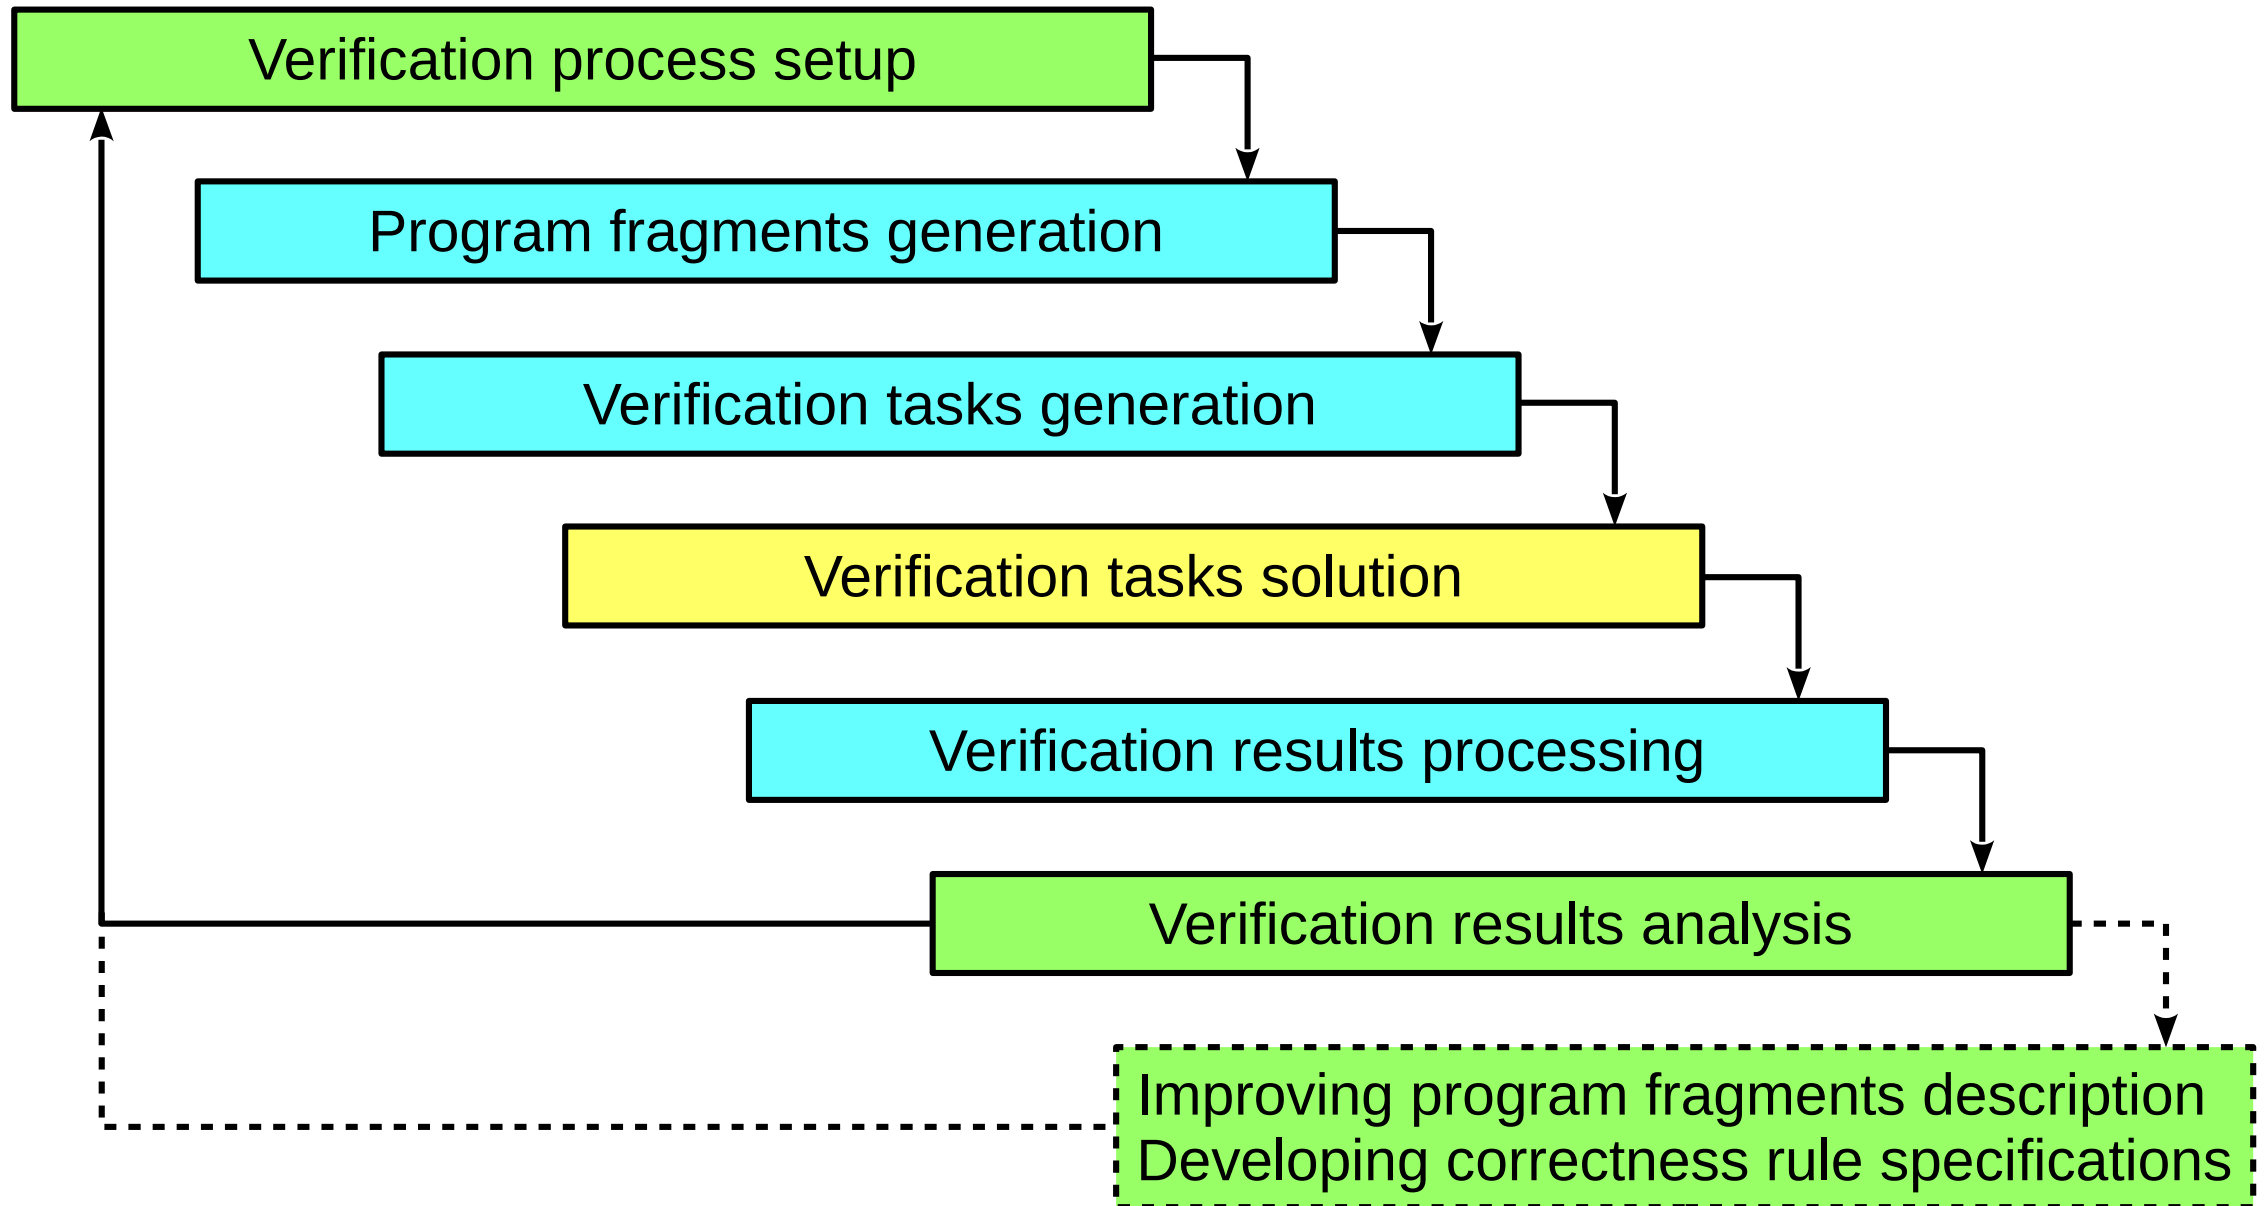 Verification process setup
Program fragments generation
Verification tasks generation
Verification tasks solution
Verification results processing
Verification results analysis
Improving program fragments description
Developing correctness rule specifications